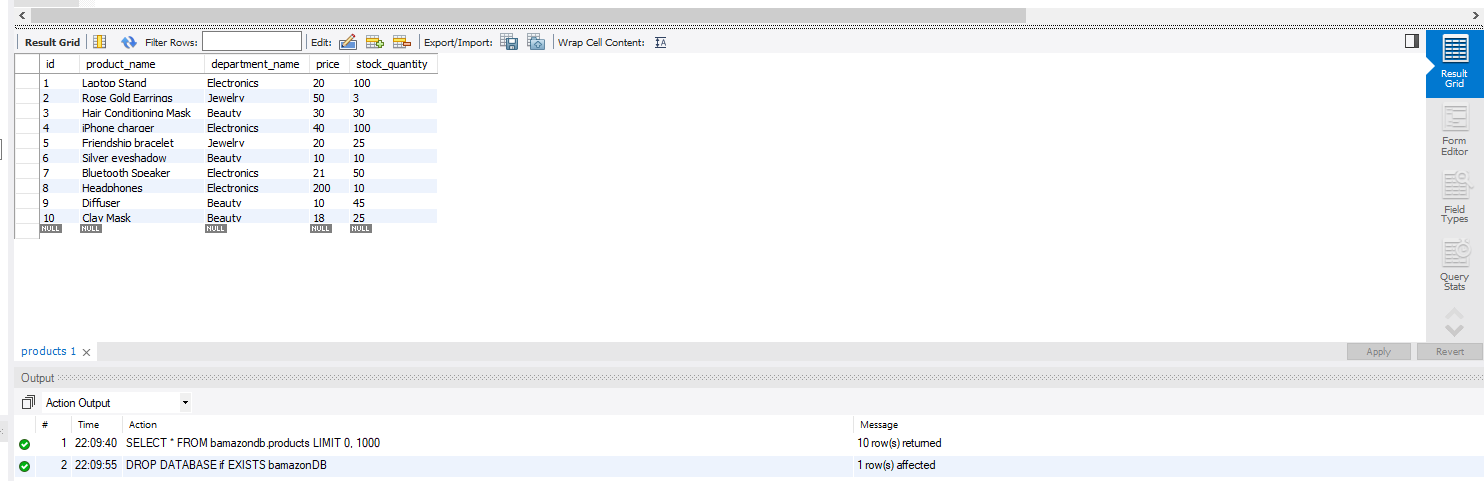 Result Grid Filter Rows: Edit: Export/Import: Wrap Cell Content: IA
id product_name department_name price stock_quantity
1 Laptop Stand Electronics 20 100
2 Rose Gold Earrings Jewelry 50 3
3 Hair Conditioning Mask Beauty 30 30
4 iPhone charger Electronics 40 100
5 Friendship bracelet Jewelry 20 25
6 Silver eyeshadow Beauty 10 10
7 Bluetooth Speaker Electronics 21 50
8 Headphones Electronics 200 10
9 Diffuser Beauty 10 45
10 Clay Mask Beauty 18 25
NULL NULL NULL NULL NULL
Result
Grid
Form
Editor
Field
Types
Query
Stats
products 1
Apply Revert
Output
Action Output
# Time Action Message
1 22:09:40 SELECT * FROM bamazondb.products LIMIT 0, 1000 10 row(s) returned
2 22:09:55 DROP DATABASE if EXISTS bamazonDB 1 row(s) affected